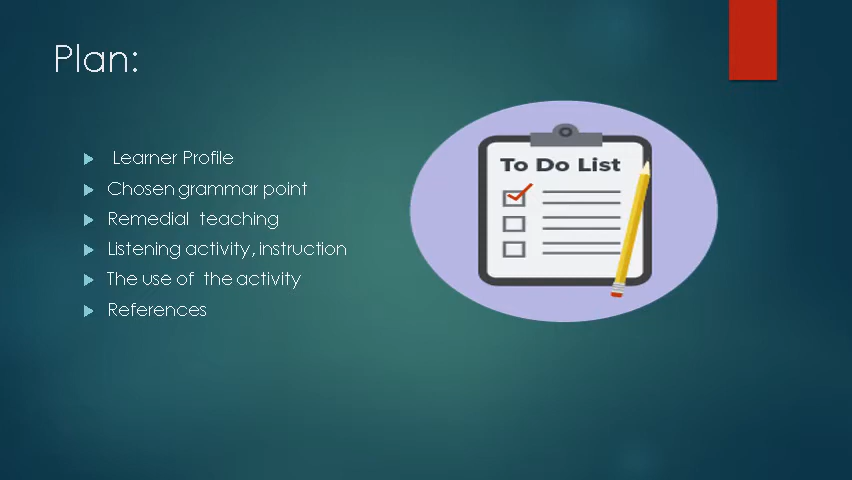 Plan:
Learner Profile
Chosen grammar point
Remedial teaching
Listening activity, instruction
The use of the activity
References
To Do List